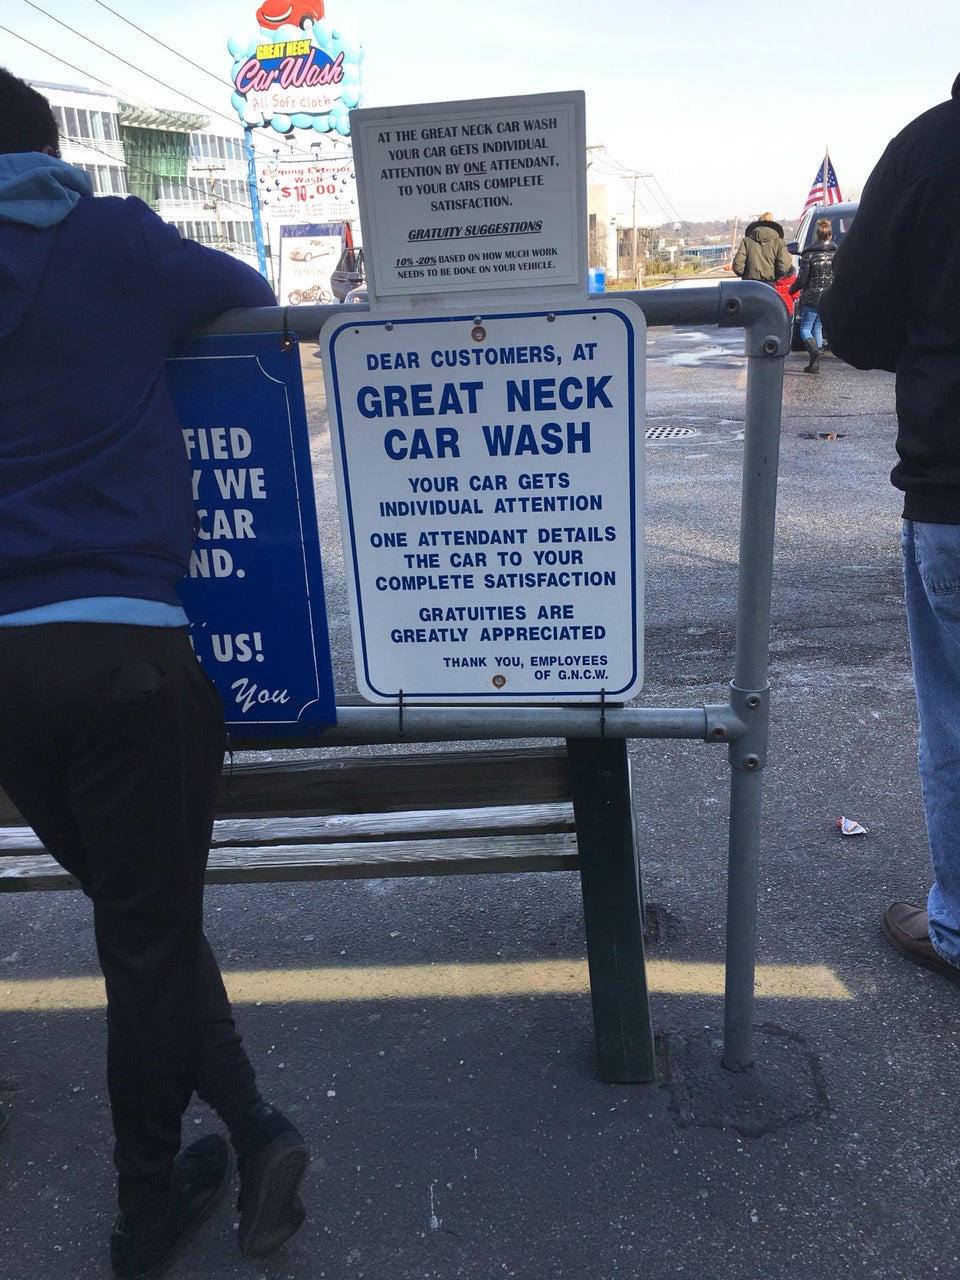 GREAT NECK
Car Wash
All Soft Cloth
Exterior
Wash
$10.00
DETAILING
AT THE GREAT NECK CAR WASH
YOUR CAR GETS INDIVIDUAL
ATTENTION BY ONE ATTENDANT,
TO YOUR CARS COMPLETE
SATISFACTION.
GRATUITY SUGGESTIONS
10% -20% BASED ON HOW MUCH WORK
NEEDS TO BE DONE ON YOUR VEHICLE.
DEAR CUSTOMERS, AT
GREAT NECK
CAR WASH
YOUR CAR GETS
INDIVIDUAL ATTENTION
ONE ATTENDANT DETAILS
THE CAR TO YOUR
COMPLETE SATISFACTION
GRATUITIES ARE
GREATLY APPRECIATED
THANK YOU, EMPLOYEES
OF G.N.C.W.
FIED
Y WE
CAR
ND.
US!
You